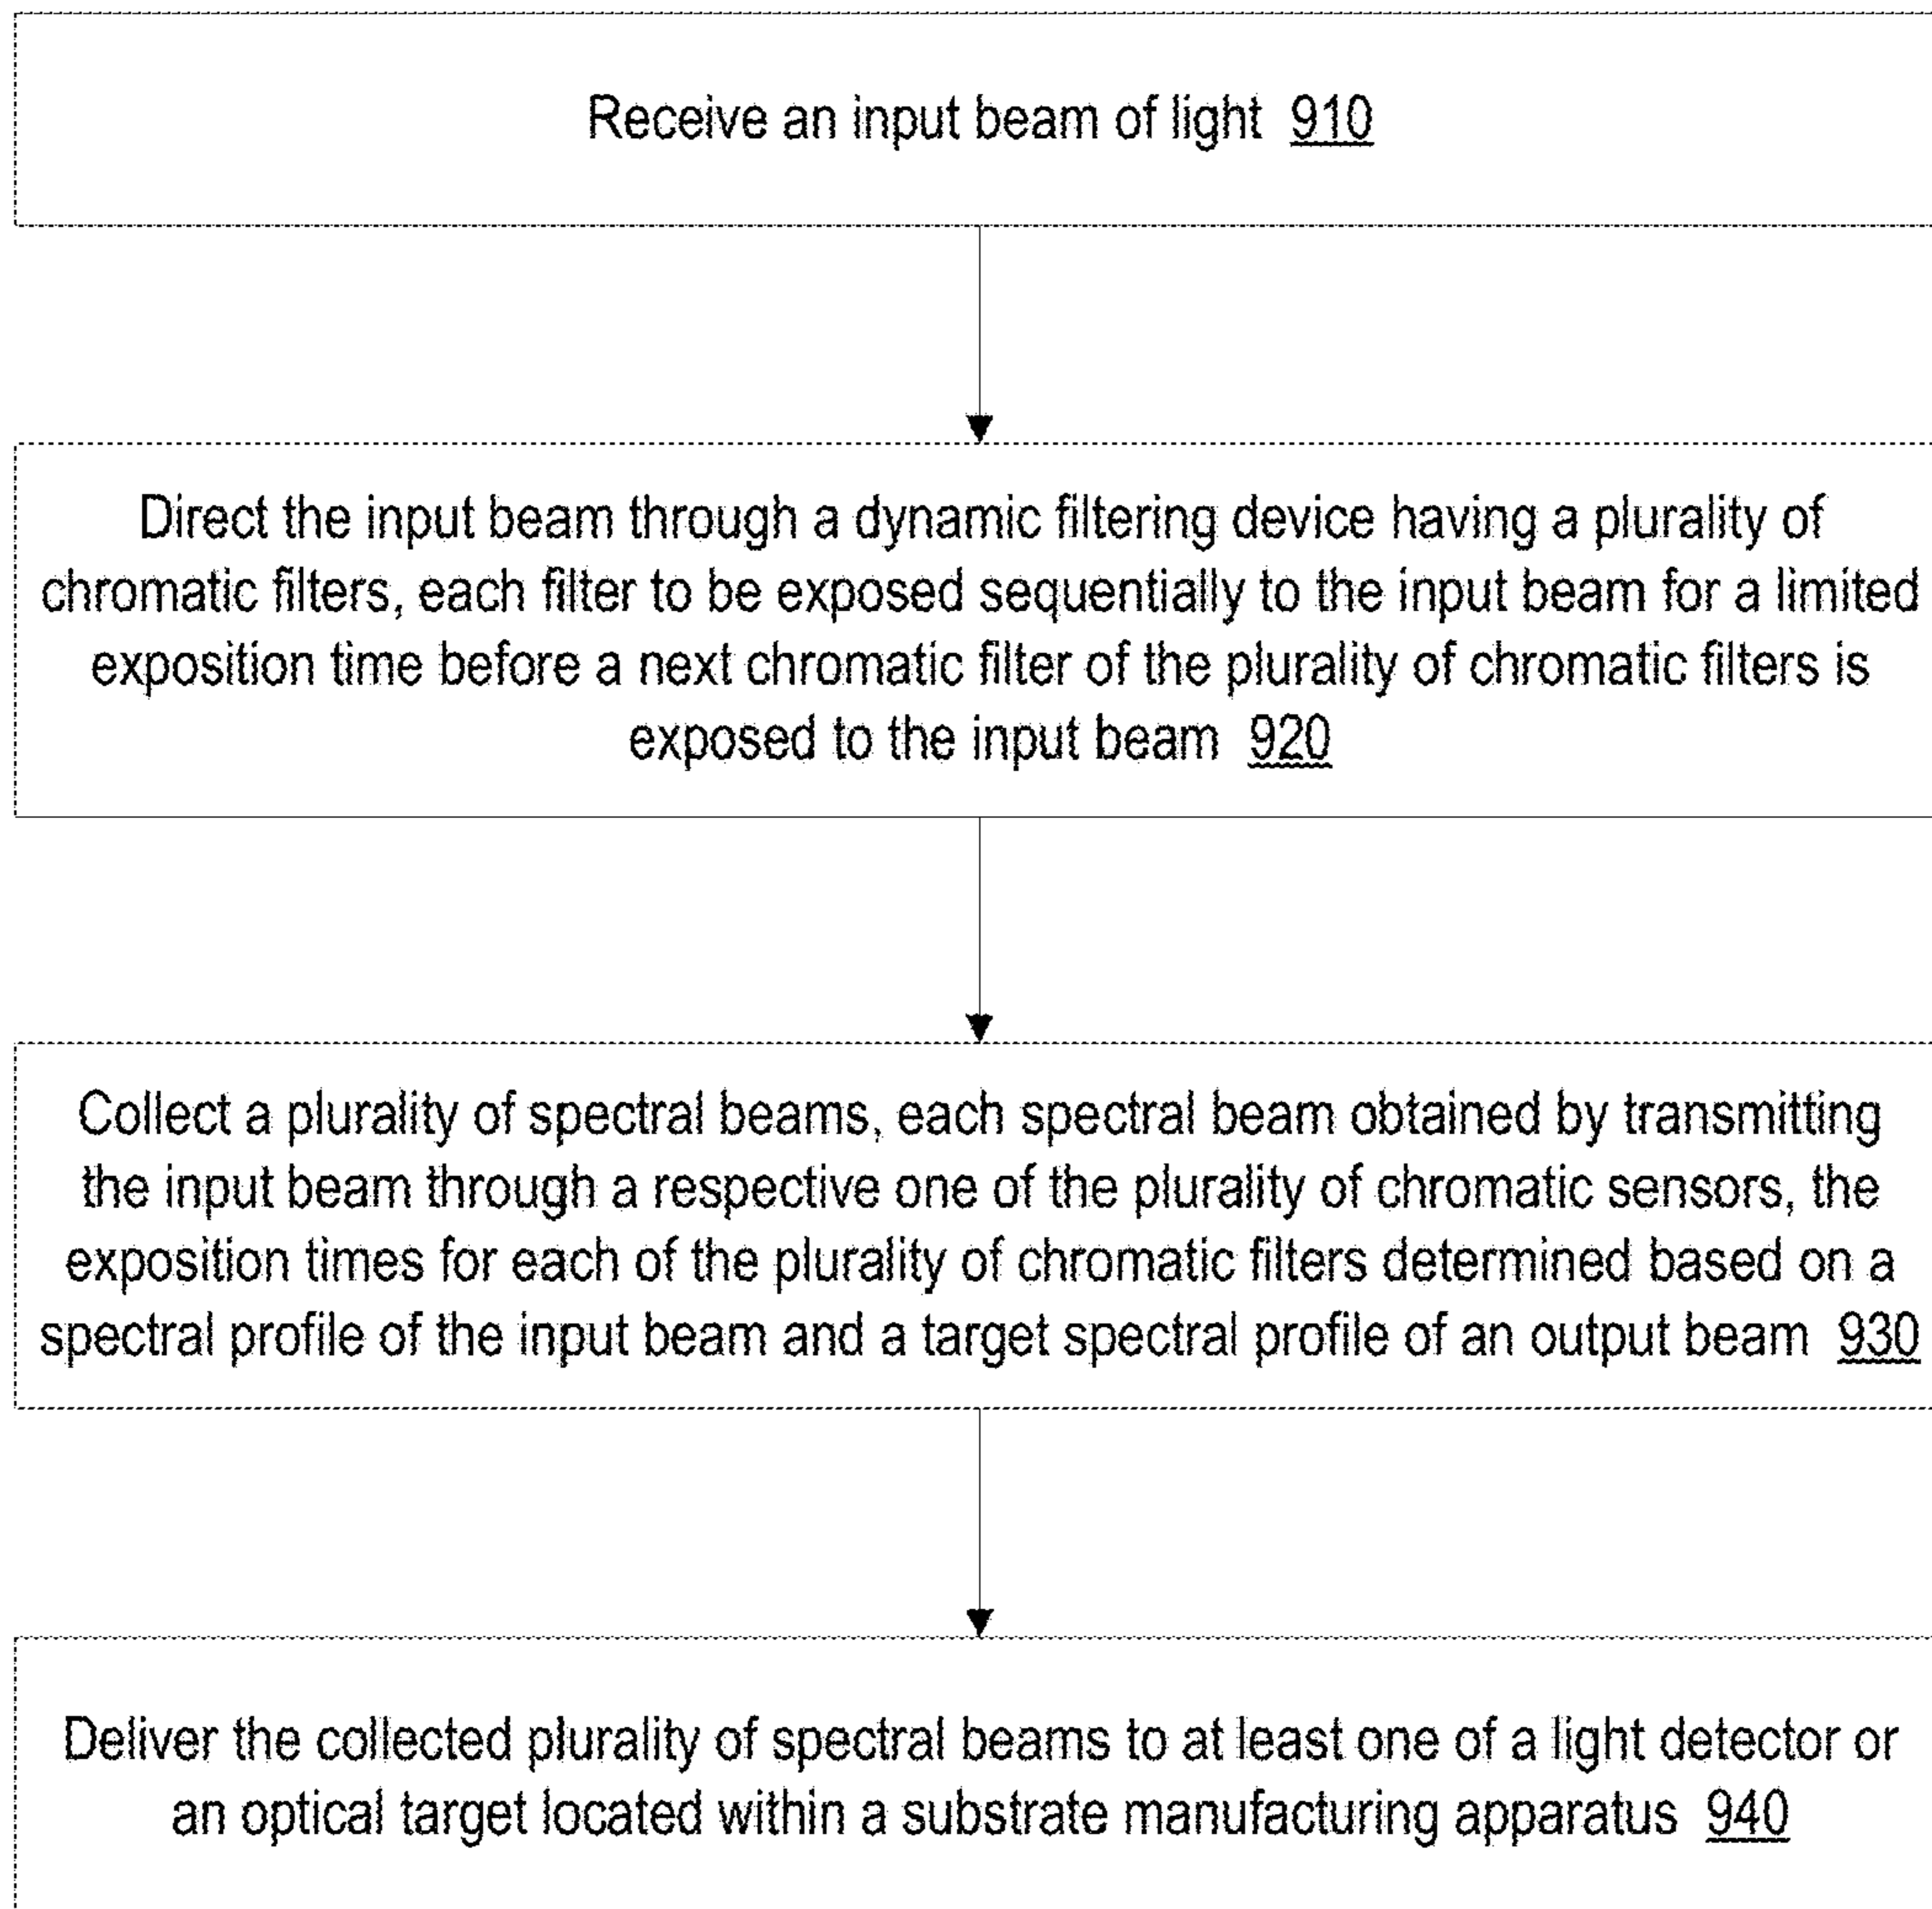 Receive an input beam of light 910
Direct the input beam through a dynamic filtering device having a plurality of
chromatic filters, each filter to be exposed sequentially to the input beam for a limited
exposition time before a next chromatic filter of the plurality of chromatic filters is
exposed to the input beam 920
Collect a plurality of spectral beams, each spectral beam obtained by transmitting
the input beam through a respective one of the plurality of chromatic sensors, the
exposition times for each of the plurality of chromatic filters determined based on a
spectral profile of the input beam and a target spectral profile of an output beam 930
Deliver the collected plurality of spectral beams to at least one of a light detector or
an optical target located within a substrate manufacturing apparatus 940